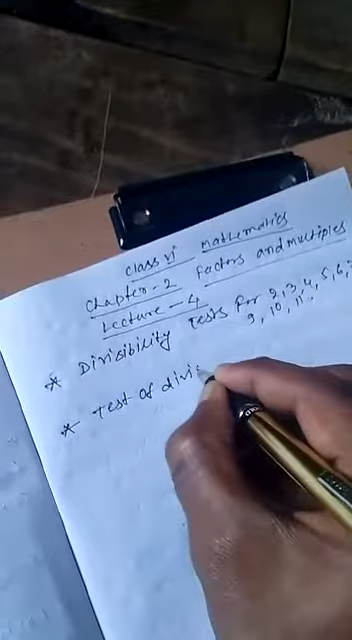 Class VI Mathematics
Chapter-2 Factors and multiples
Lecture-4
* Divisibility Tests for 2,3,4,5,6,
9, 10, 11.
* Test of divi